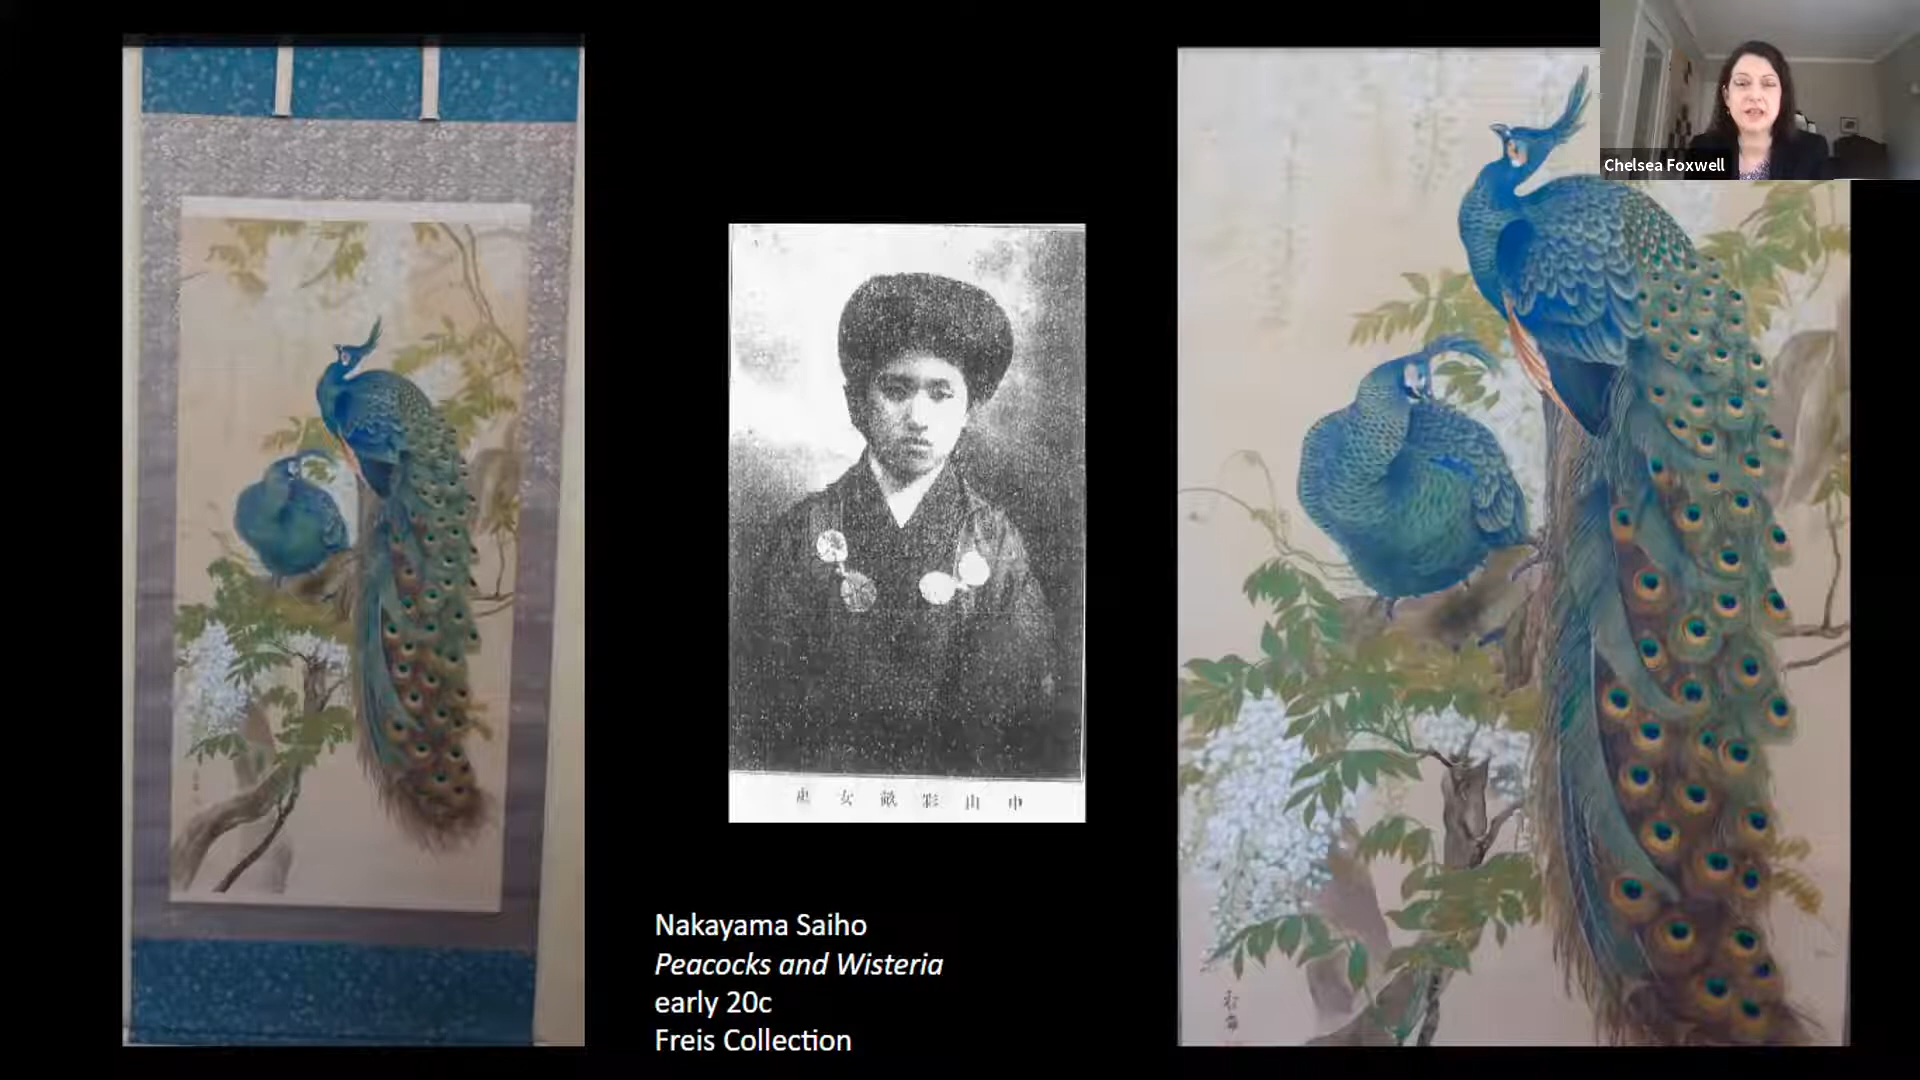 Chelsea Foxwell
中山彩畝女史
Nakayama Saiho
Peacocks and Wisteria
early 20c
Freis Collection